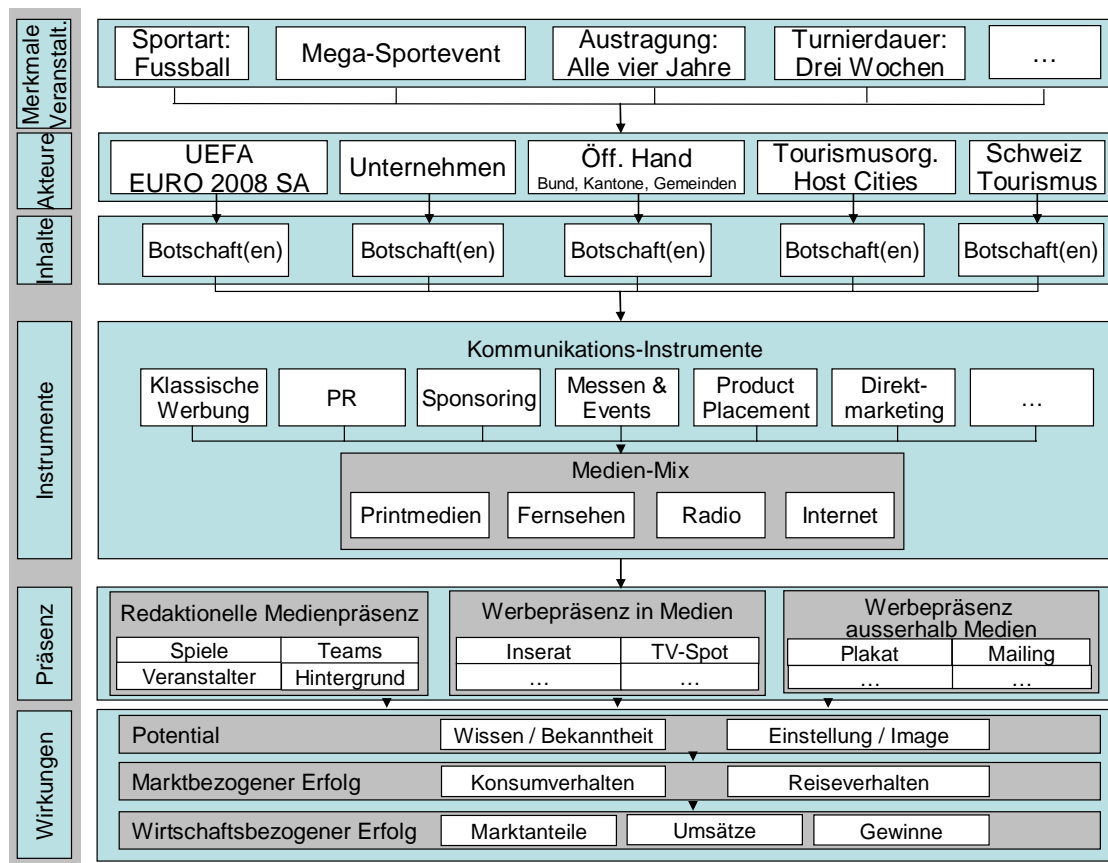 Merkmale
Veranstalt.
Sportart:
Fussball
Mega-Sportevent
Austragung:
Alle vier Jahre
Turnierdauer:
Drei Wochen
…
Akteure
UEFA
EURO 2008 SA
Unternehmen
Öff. Hand
Bund, Kantone, Gemeinden
Tourismusorg.
Host Cities
Schweiz
Tourismus
Inhalte
Botschaft(en)
Botschaft(en)
Botschaft(en)
Botschaft(en)
Botschaft(en)
Instrumente
Kommunikations-Instrumente
Klassische
Werbung
PR
Sponsoring
Messen &
Events
Product
Placement
Direkt-
marketing
…
Medien-Mix
Printmedien
Fernsehen
Radio
Internet
Präsenz
Redaktionelle Medienpräsenz
Spiele
Teams
Veranstalter
Hintergrund
Werbepräsenz in Medien
Inserat
TV-Spot
…
…
Werbepräsenz
ausserhalb Medien
Plakat
Mailing
…
…
Wirkungen
Potential
Wissen / Bekanntheit
Einstellung / Image
Marktbezogener Erfolg
Konsumverhalten
Reiseverhalten
Wirtschaftsbezogener Erfolg
Marktanteile
Umsätze
Gewinne